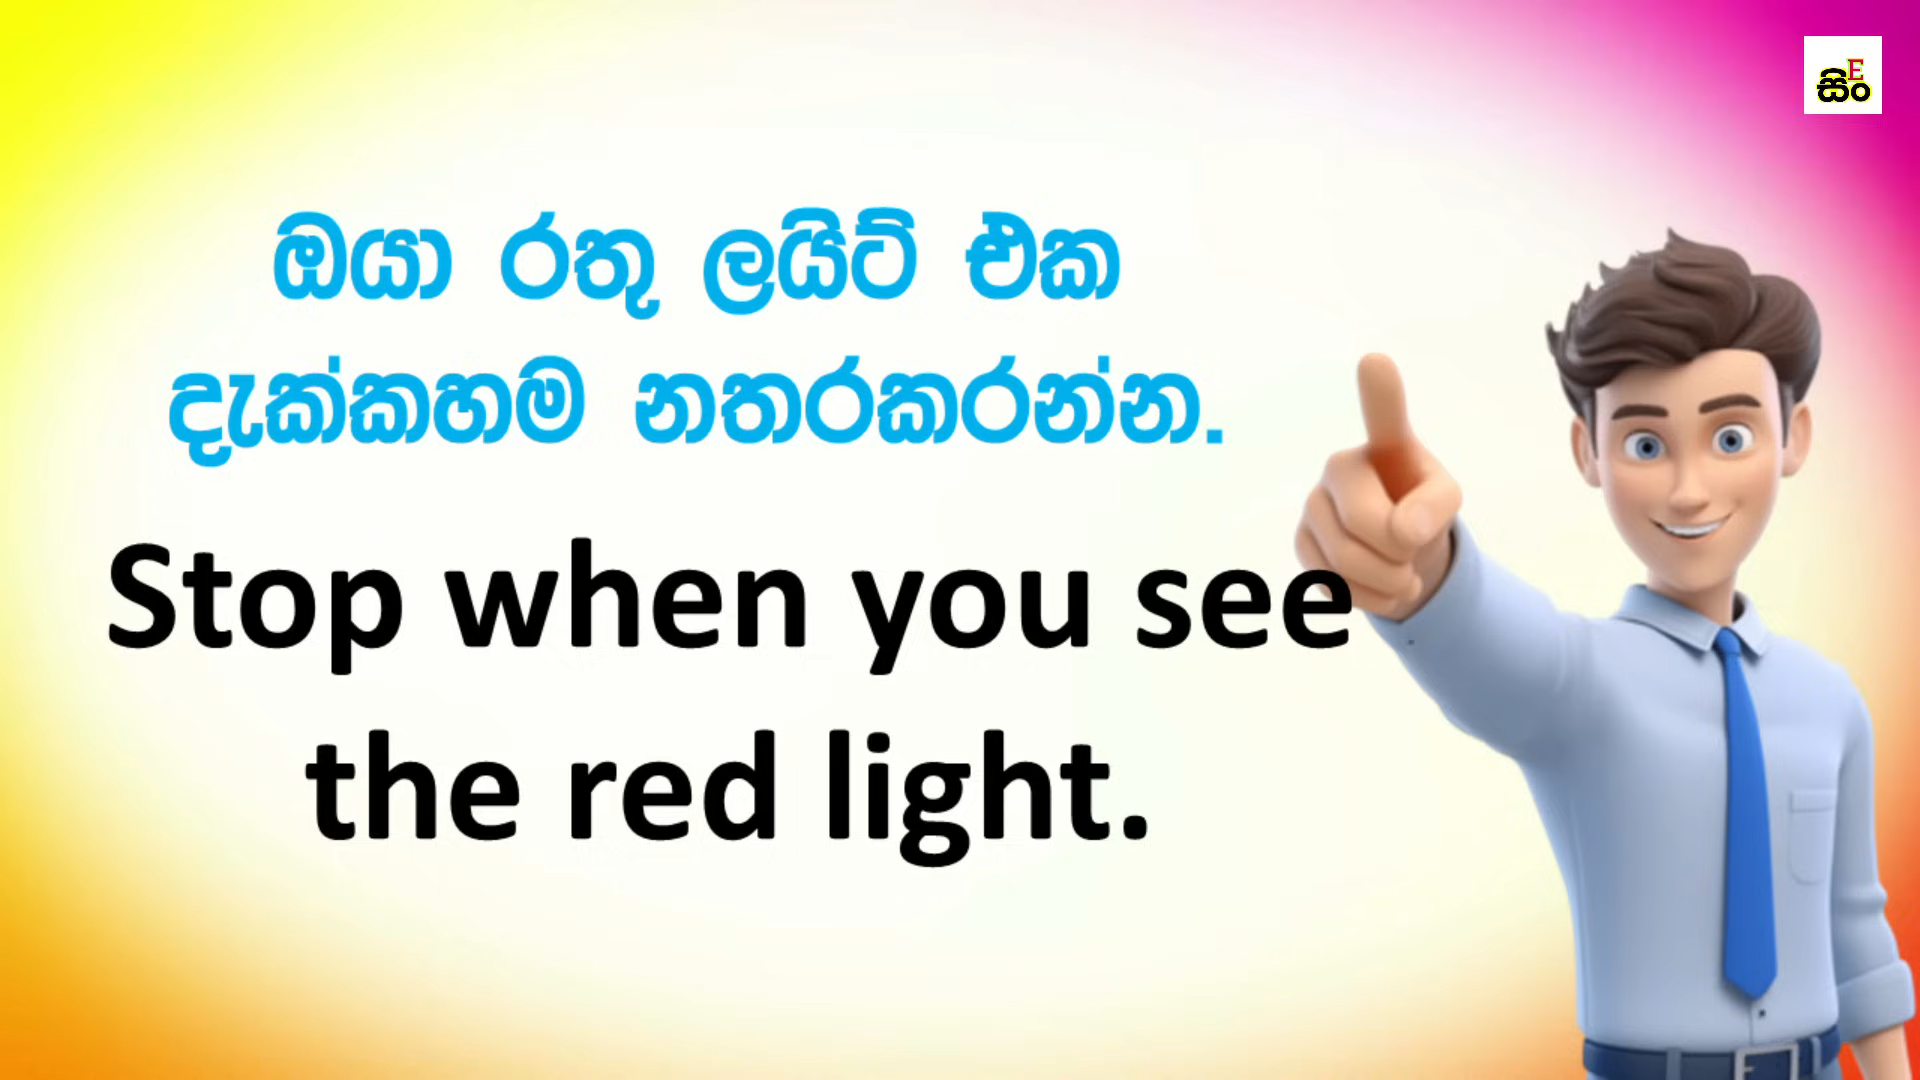 E
සිං
ඔයා රතු ලයිට් එක
දැක්කහම නතරකරන්න.
Stop when you see
the red light.